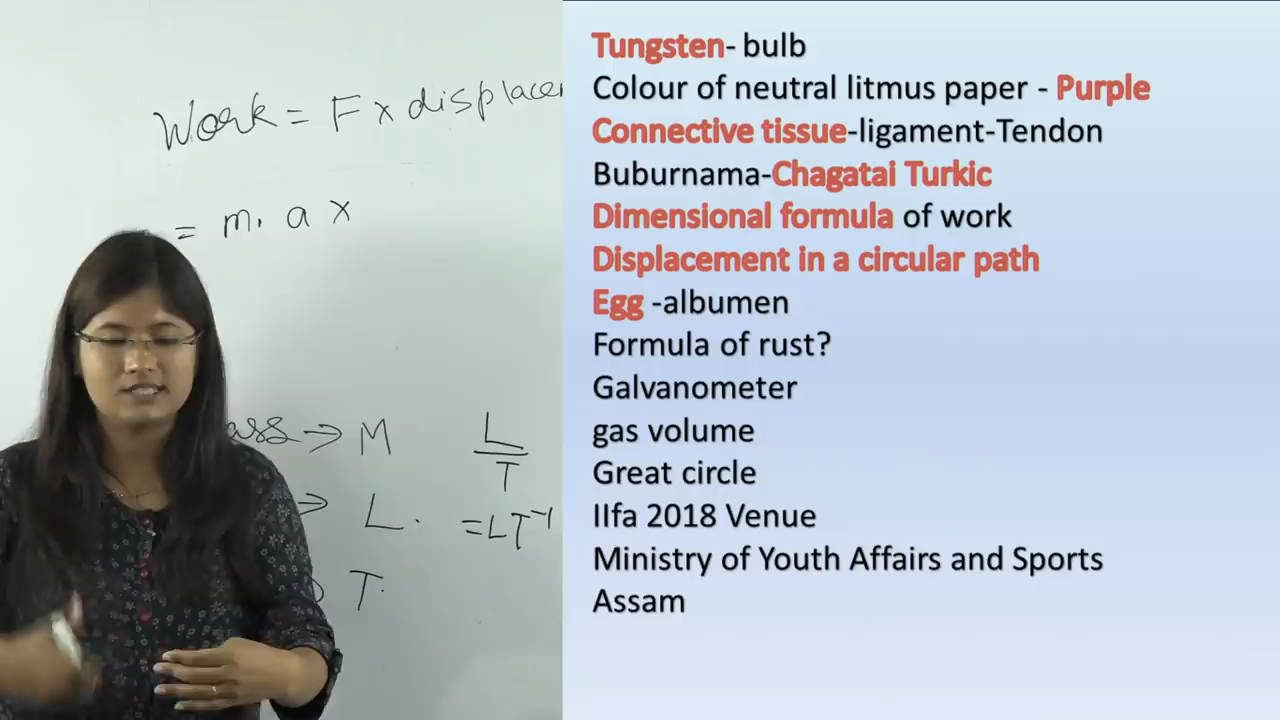 Work = F x displacem
= m. a x
ass → M
L
T
→ L.
= LT⁻¹
T.
Tungsten- bulb
Colour of neutral litmus paper - Purple
Connective tissue-ligament-Tendon
Buburnama-Chagatai Turkic
Dimensional formula of work
Displacement in a circular path
Egg -albumen
Formula of rust?
Galvanometer
gas volume
Great circle
IIfa 2018 Venue
Ministry of Youth Affairs and Sports
Assam